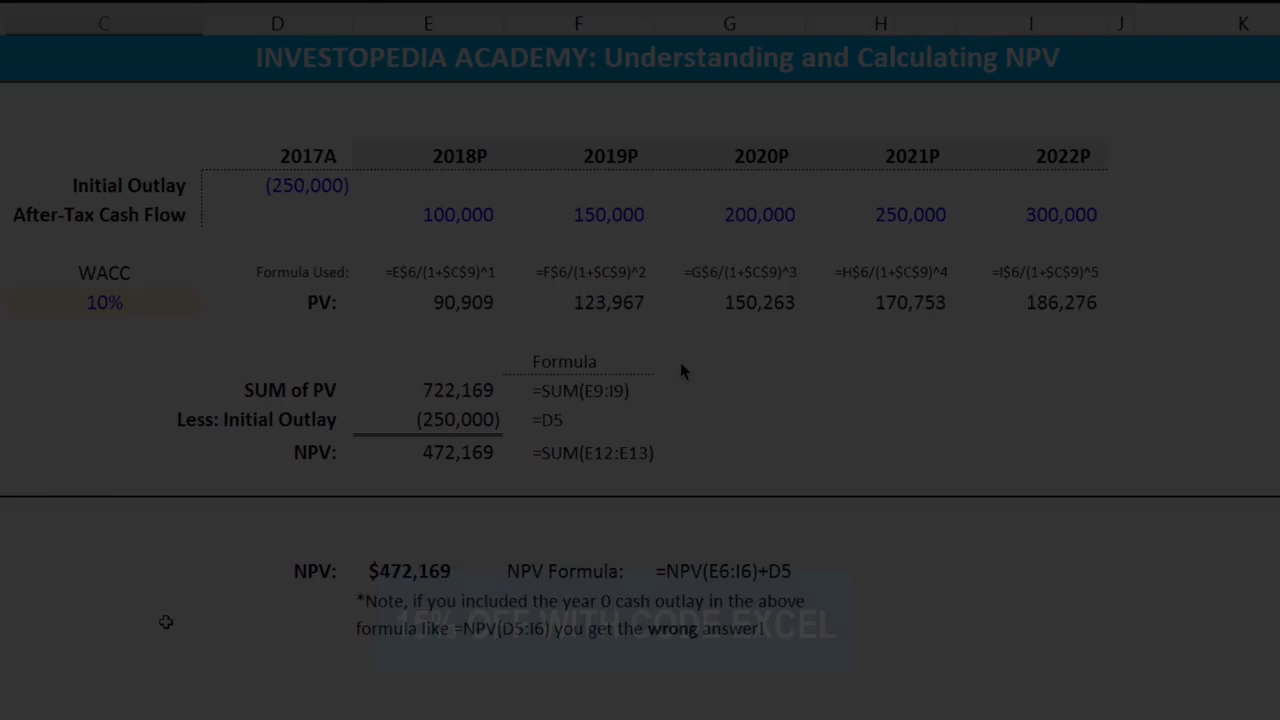 C D E F G H I J K
INVESTOPEDIA ACADEMY: Understanding and Calculating NPV
2017A 2018P 2019P 2020P 2021P 2022P
Initial Outlay (250,000)
After-Tax Cash Flow 100,000 150,000 200,000 250,000 300,000
WACC Formula Used: =E$6/(1+$C$9)^1 =F$6/(1+$C$9)^2 =G$6/(1+$C$9)^3 =H$6/(1+$C$9)^4 =I$6/(1+$C$9)^5
10% PV: 90,909 123,967 150,263 170,753 186,276
Formula
SUM of PV 722,169 =SUM(E9:I9)
Less: Initial Outlay (250,000) =D5
NPV: 472,169 =SUM(E12:E13)
NPV: $472,169 NPV Formula: =NPV(E6:I6)+D5
*Note, if you included the year 0 cash outlay in the above
formula like =NPV(D5:I6) you get the wrong answer!
15% OFF WITH CODE EXCEL